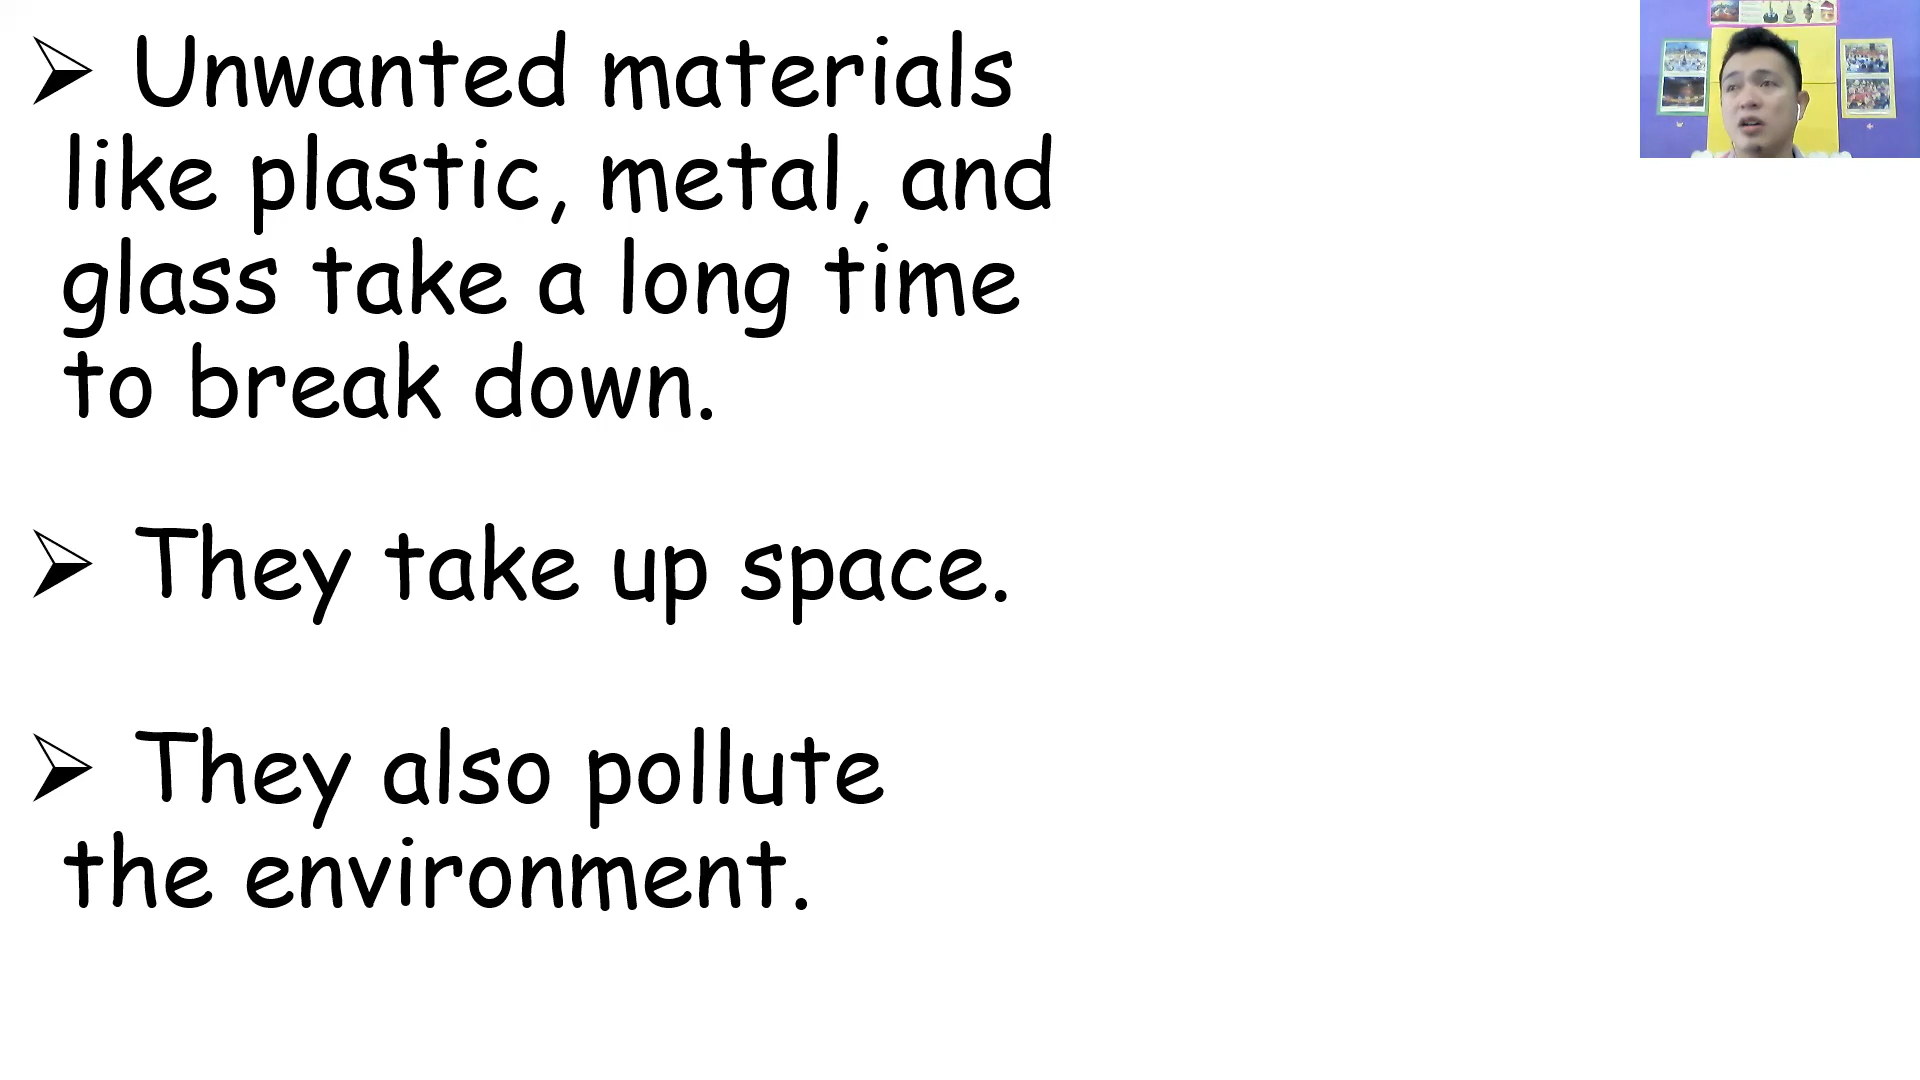 ➢ Unwanted materials
like plastic, metal, and
glass take a long time
to break down.
➢ They take up space.
➢ They also pollute
the environment.